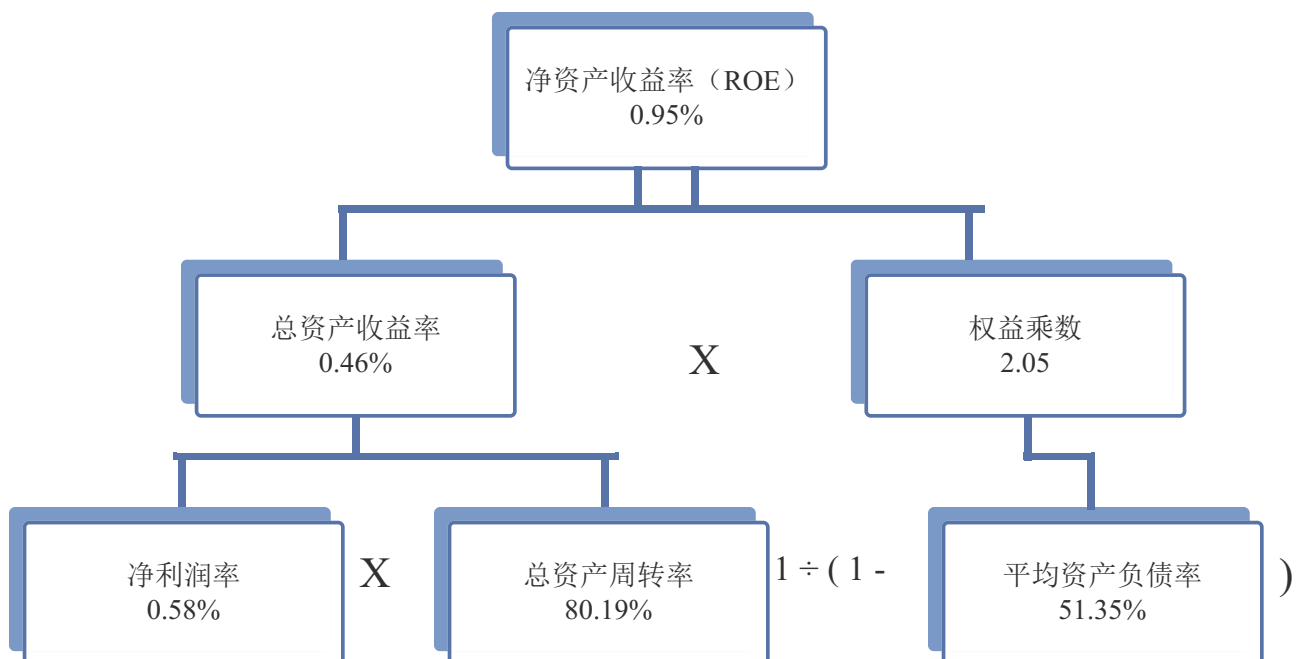 净资产收益率（ROE）
0.95%
总资产收益率
0.46%
X
权益乘数
2.05
净利润率
0.58%
X
总资产周转率
80.19%
1 ÷ ( 1 -
平均资产负债率
51.35%
)